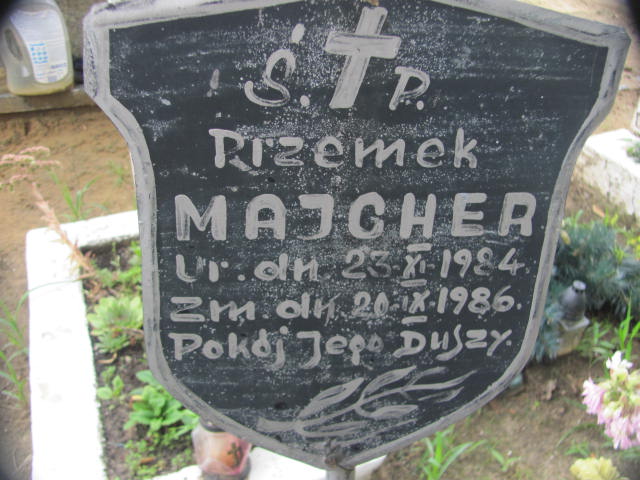 Ś. P.
Przemek
MAJCHER
Ur. dn. 23.XI.1984.
Zm. dn. 20.IX.1986.
Pokój Jego Duszy.